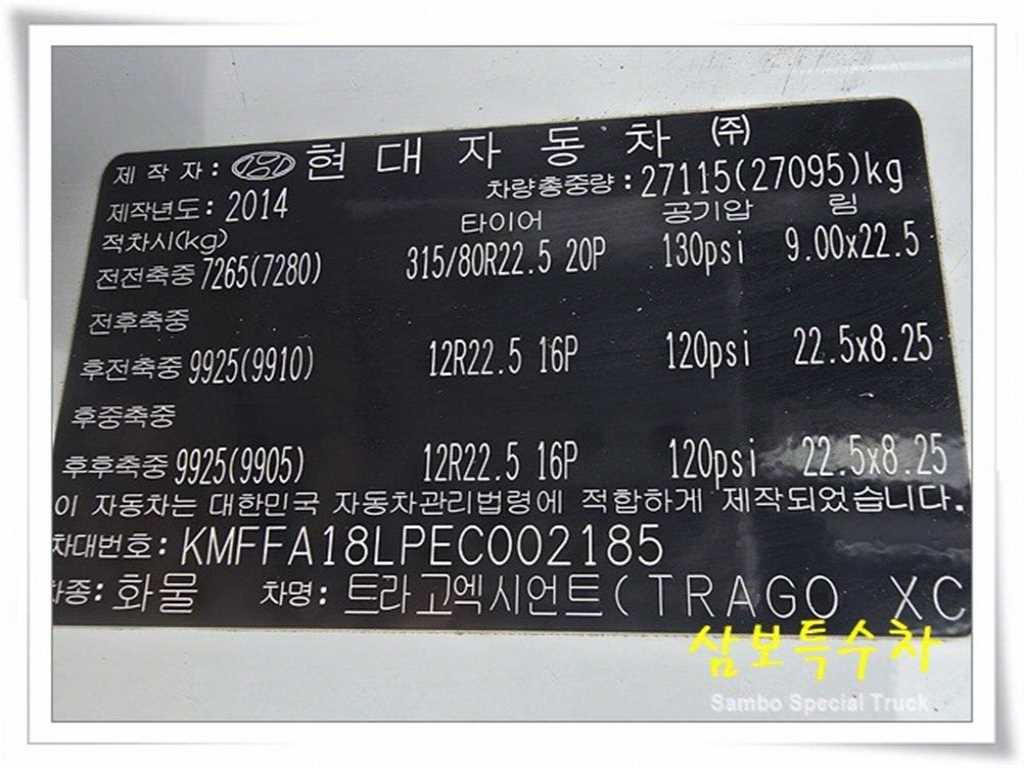 제 작 자 : 현 대 자 동 차 ㈜
제작년도 : 2014 차량총중량 : 27115(27095)kg
적차시(kg) 타이어 공기압 림
전전축중 7265(7280) 315/80R22.5 20P 130psi 9.00x22.5
전후축중
후전축중 9925(9910) 12R22.5 16P 120psi 22.5x8.25
후중축중
후후축중 9925(9905) 12R22.5 16P 120psi 22.5x8.25
이 자동차는 대한민국 자동차관리법령에 적합하게 제작되었습니다.
차대번호 : KMFFA18LPEC002185
차종 : 화물 차명 : 트라고엑시언트(TRAGO XC
삼보특수차
Sambo Special Truck